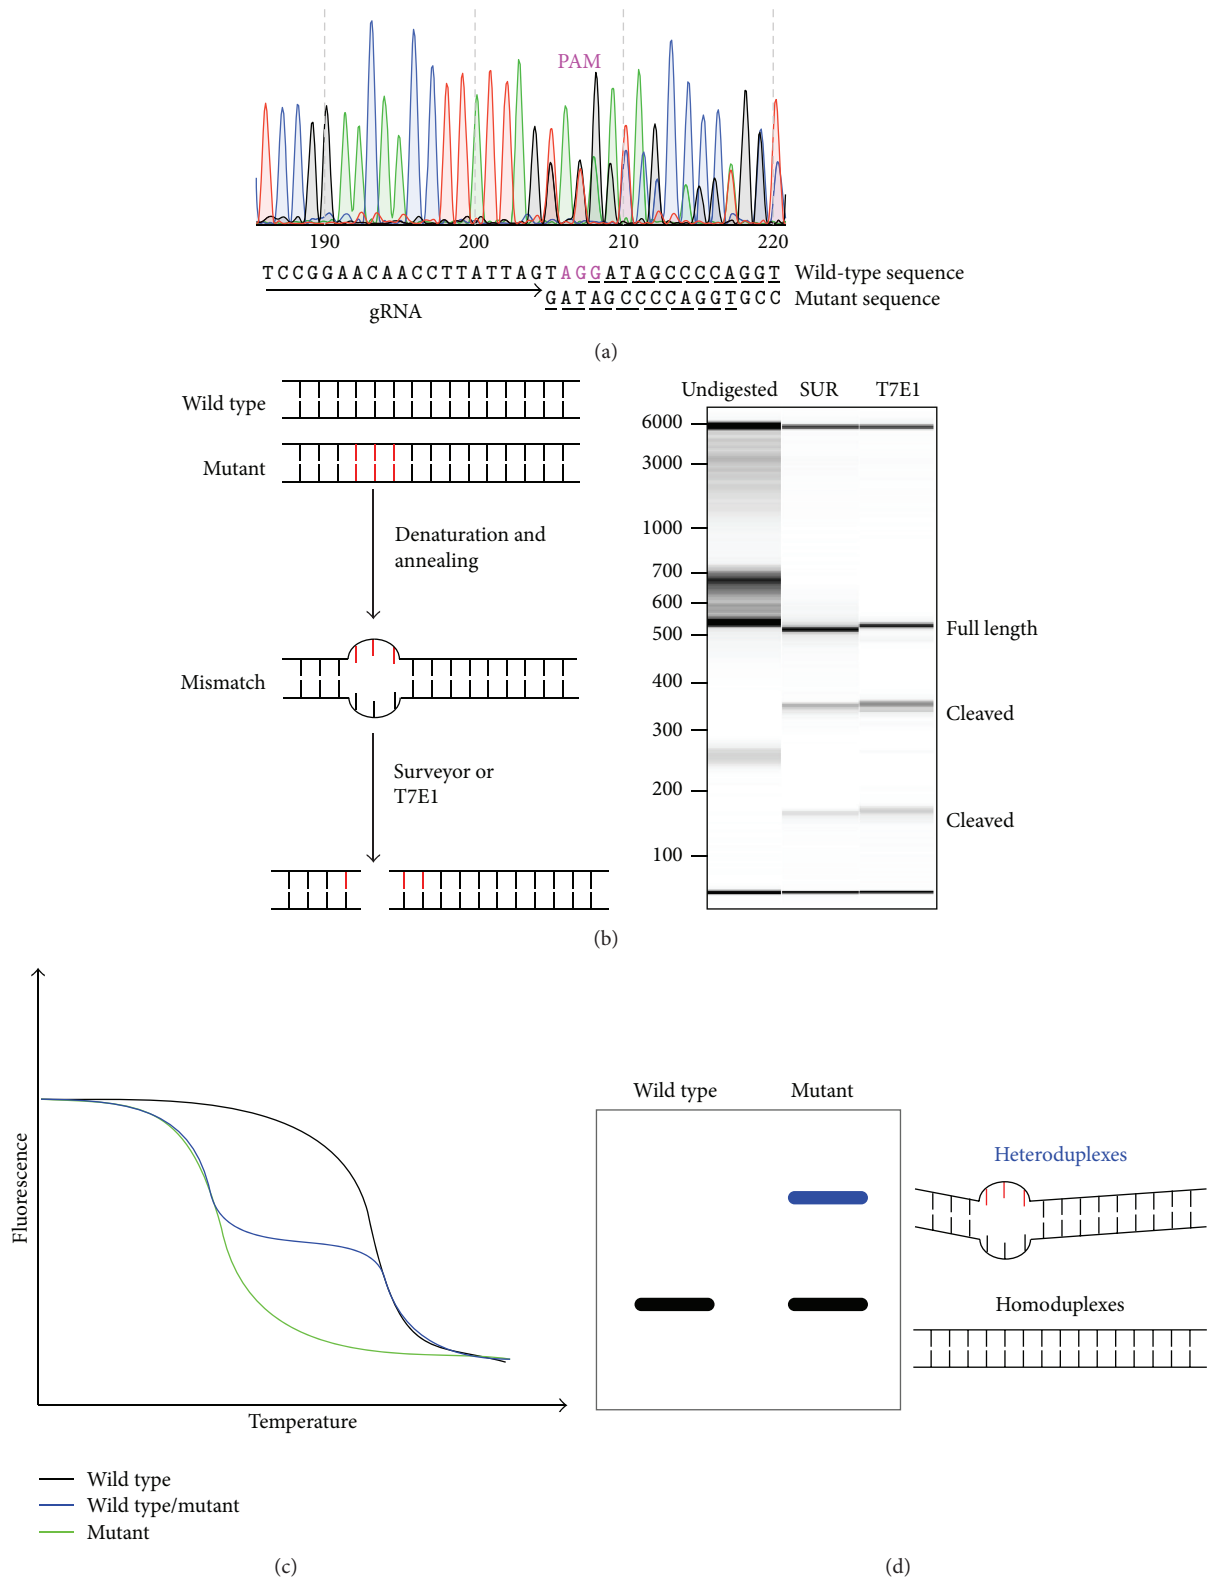 PAM
190 200 210 220
TCCGGAACAACCTTATTAGTAGGATAGCCCCAGGT Wild-type sequence
GATAGCCCCAGGTGCC Mutant sequence
gRNA
(a)
Wild type
Mutant
Denaturation and
annealing
Mismatch
Surveyor or
T7E1
Undigested SUR T7E1
6000
3000
1000
700
600
500
400
300
200
100
Full length
Cleaved
Cleaved
(b)
Fluorescence
Temperature
Wild type
Wild type/mutant
Mutant
(c)
Wild type Mutant
Heteroduplexes
Homoduplexes
(d)